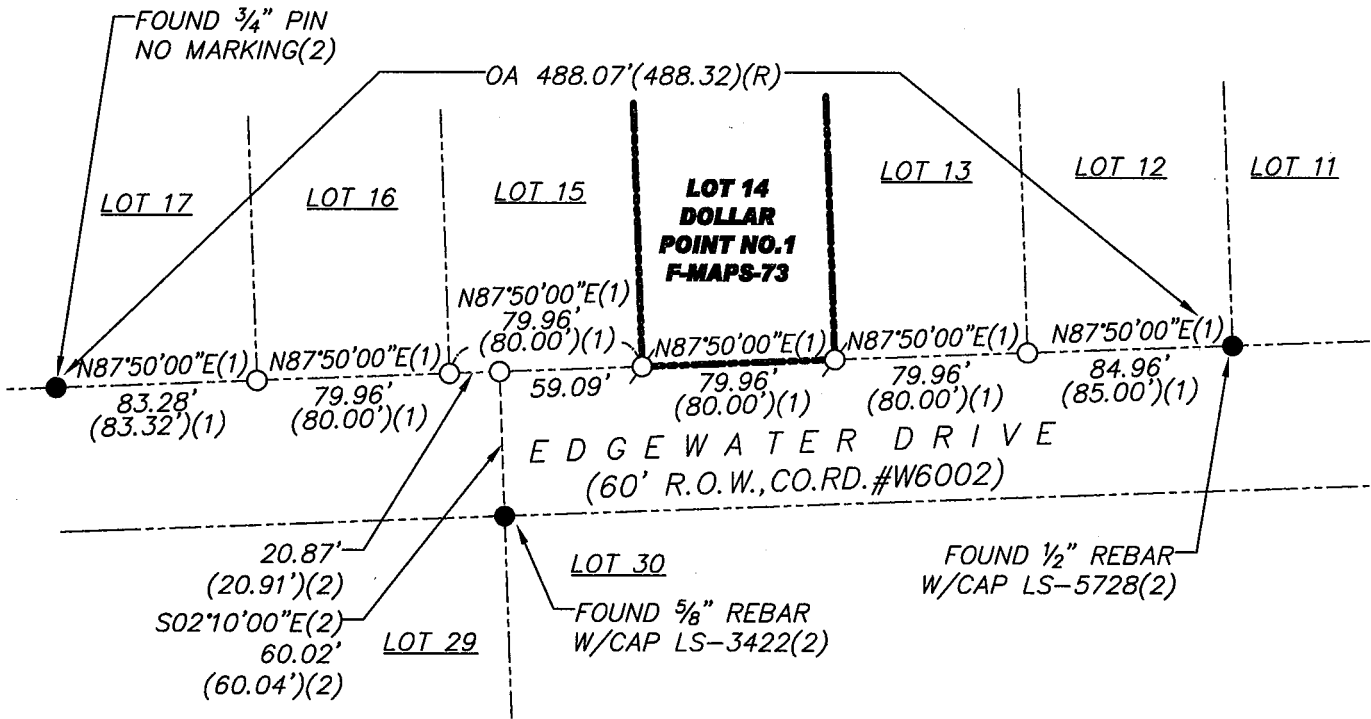 FOUND ¾" PIN
NO MARKING(2)
OA 488.07'(488.32)(R)
LOT 17
LOT 16
LOT 15
LOT 14
DOLLAR
POINT NO.1
F-MAPS-73
LOT 13
LOT 12
LOT 11
N87°50'00"E(1)
83.28'
(83.32')(1)
N87°50'00"E(1)
79.96'
(80.00')(1)
N87°50'00"E(1)
79.96'
(80.00')(1)
59.09'
N87°50'00"E(1)
79.96'
(80.00')(1)
N87°50'00"E(1)
79.96'
(80.00')(1)
N87°50'00"E(1)
84.96'
(85.00')(1)
EDGEWATER DRIVE
(60' R.O.W.,CO.RD.#W6002)
20.87'
(20.91')(2)
S02°10'00"E(2)
60.02'
(60.04')(2)
LOT 29
LOT 30
FOUND ⅝" REBAR
W/CAP LS-3422(2)
FOUND ½" REBAR
W/CAP LS-5728(2)